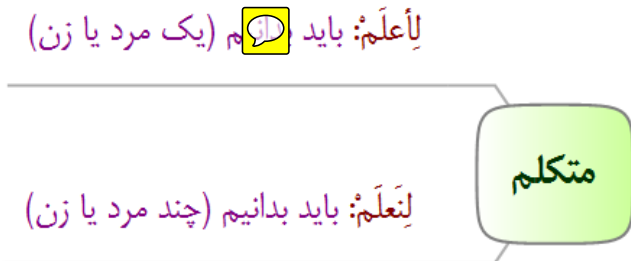 متکلم
لِأعلَمْ: باید (یک مرد یا زن)
لِنَعلَمْ: باید بدانیم (چند مرد یا زن)